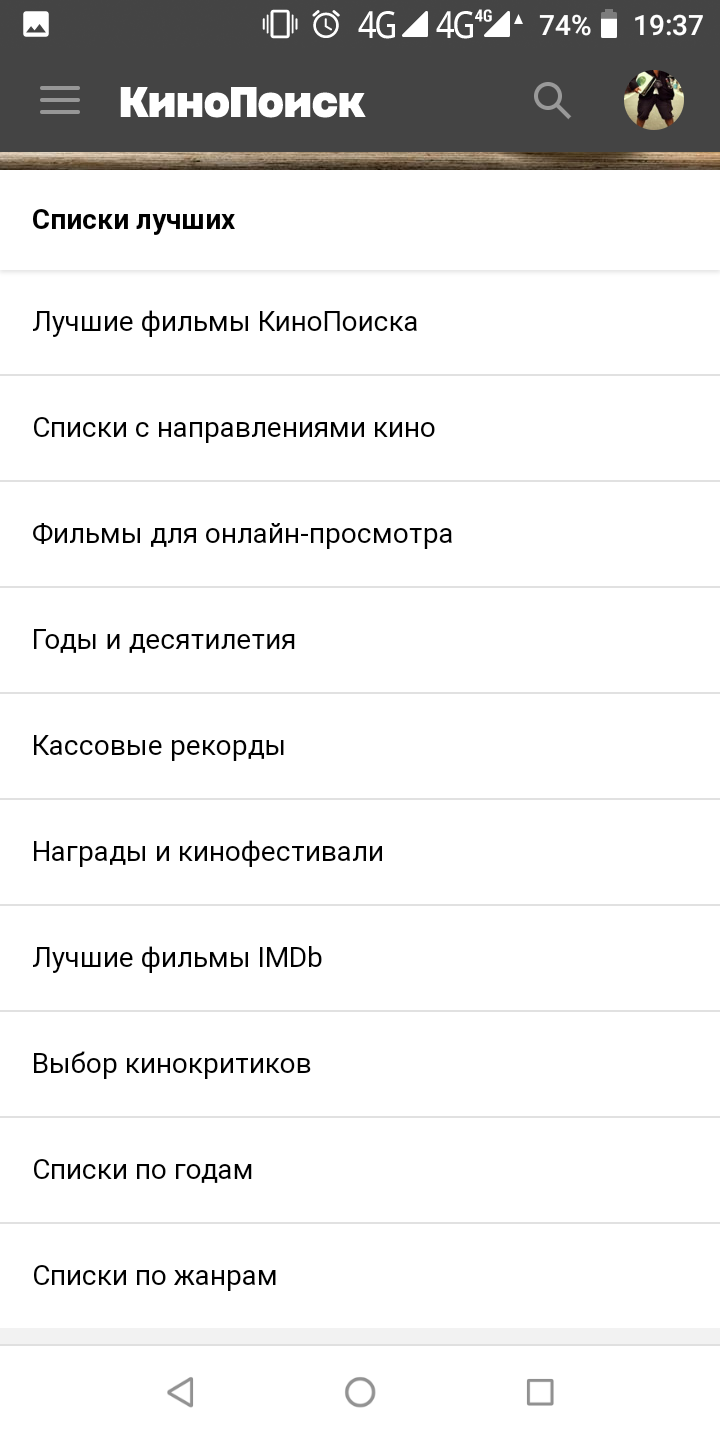 4G 4G 4G 74% 19:37
КиноПоиск
Списки лучших
Лучшие фильмы КиноПоиска
Списки с направлениями кино
Фильмы для онлайн-просмотра
Годы и десятилетия
Кассовые рекорды
Награды и кинофестивали
Лучшие фильмы IMDb
Выбор кинокритиков
Списки по годам
Списки по жанрам